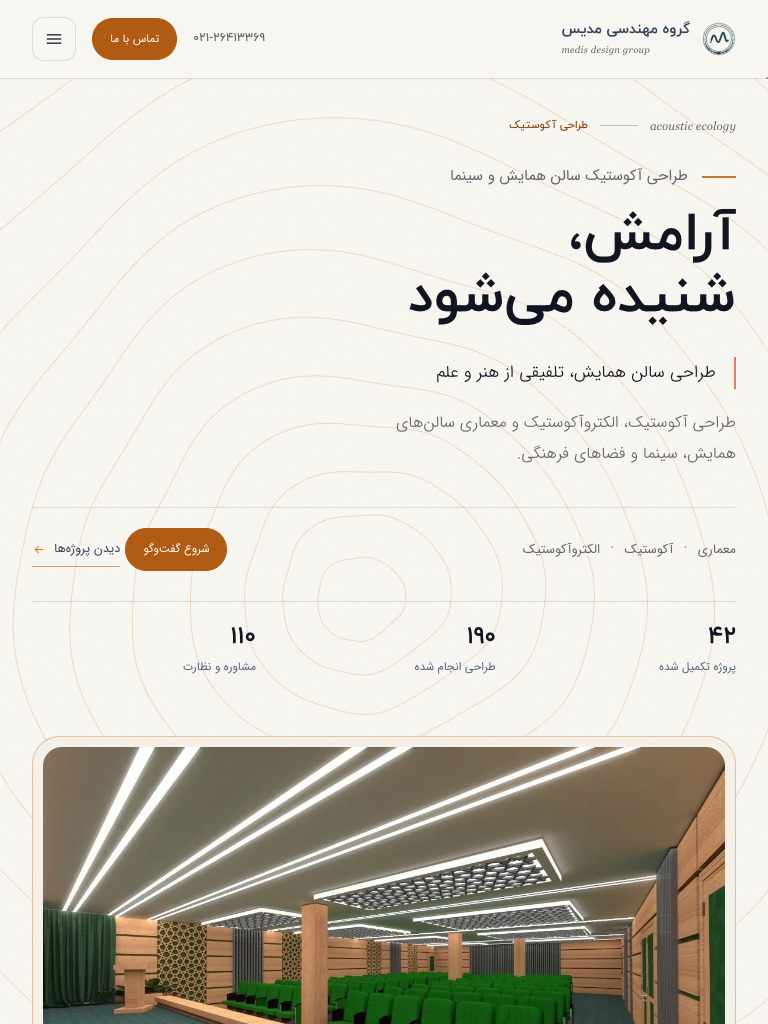 گروه مهندسی مدیس
medis design group
۰۲۱-۲۶۴۱۳۳۶۹
تماس با ما
acoustic ecology
طراحی آکوستیک
طراحی آکوستیک سالن همایش و سینما
آرامش،
شنیده می‌شود
طراحی سالن همایش، تلفیقی از هنر و علم
طراحی آکوستیک، الکتروآکوستیک و معماری سالن‌های
همایش، سینما و فضاهای فرهنگی.
معماری · آکوستیک · الکتروآکوستیک
شروع گفت‌وگو
دیدن پروژه‌ها ←
۴۲
پروژه تکمیل شده
۱۹۰
طراحی انجام شده
۱۱۰
مشاوره و نظارت